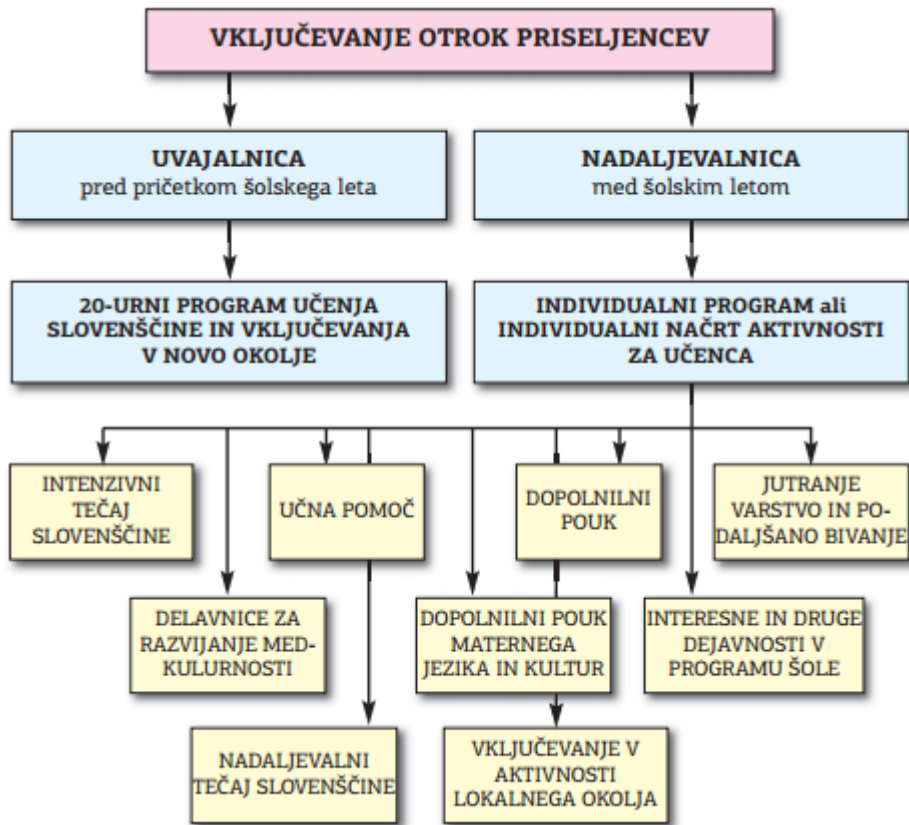 VKLJUČEVANJE OTROK PRISELJENCEV
UVAJALNICA
pred pričetkom šolskega leta
NADALJEVALNICA
med šolskim letom
20-URNI PROGRAM UČENJA
SLOVENŠČINE IN VKLJUČEVANJA
V NOVO OKOLJE
INDIVIDUALNI PROGRAM ali
INDIVIDUALNI NAČRT AKTIVNOSTI
ZA UČENCA
INTENZIVNI
TEČAJ
SLOVENŠČINE
UČNA POMOČ
DOPOLNILNI
POUK
JUTRANJE
VARSTVO IN PO-
DALJŠANO BIVANJE
DELAVNICE ZA
RAZVIJANJE MED-
KULURNOSTI
DOPOLNILNI POUK
MATERNEGA
JEZIKA IN KULTUR
INTERESNE IN DRUGE
DEJAVNOSTI V
PROGRAMU ŠOLE
NADALJEVALNI
TEČAJ SLOVENŠČINE
VKLJUČEVANJE V
AKTIVNOSTI
LOKALNEGA OKOLJA